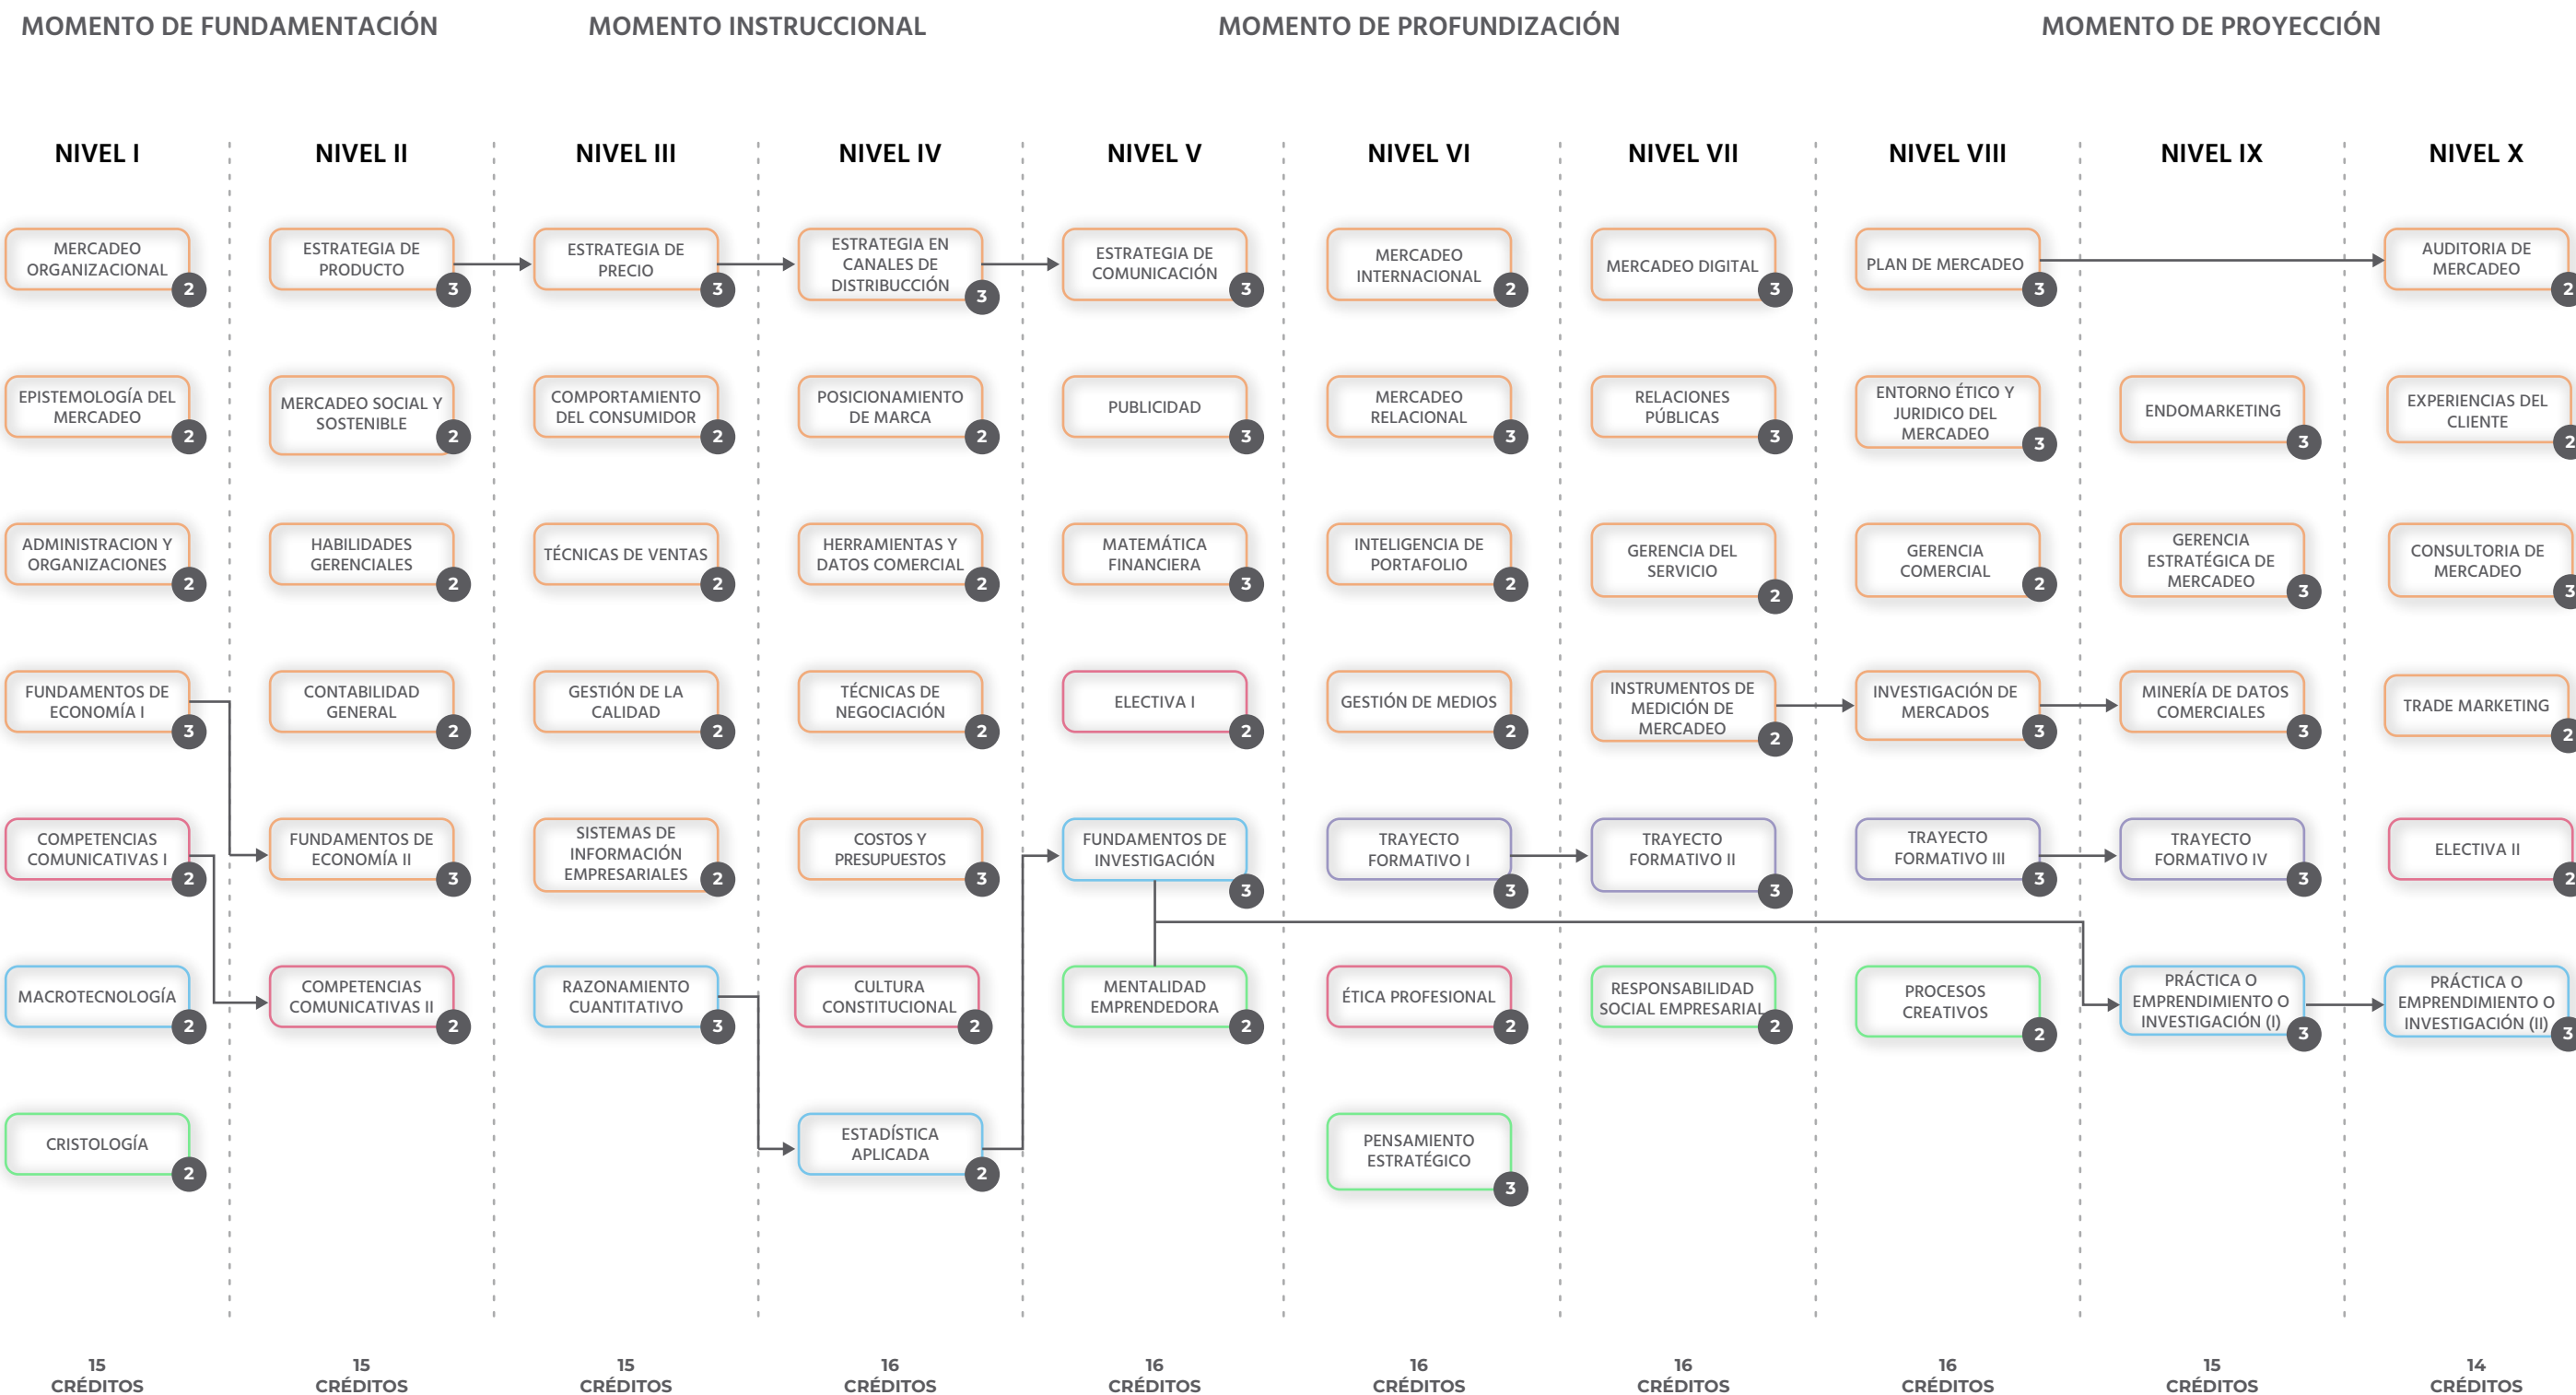 MOMENTO DE FUNDAMENTACIÓN
MOMENTO INSTRUCCIONAL
MOMENTO DE PROFUNDIZACIÓN
MOMENTO DE PROYECCIÓN
NIVEL I
NIVEL II
NIVEL III
NIVEL IV
NIVEL V
NIVEL VI
NIVEL VII
NIVEL VIII
NIVEL IX
NIVEL X
MERCADEO
ORGANIZACIONAL
2
ESTRATEGIA DE
PRODUCTO
3
ESTRATEGIA DE
PRECIO
3
ESTRATEGIA EN
CANALES DE
DISTRIBUCCIÓN
3
ESTRATEGIA DE
COMUNICACIÓN
3
MERCADEO
INTERNACIONAL
2
MERCADEO DIGITAL
3
PLAN DE MERCADEO
3
AUDITORIA DE
MERCADEO
2
EPISTEMOLOGÍA DEL
MERCADEO
2
MERCADEO SOCIAL Y
SOSTENIBLE
2
COMPORTAMIENTO
DEL CONSUMIDOR
2
POSICIONAMIENTO
DE MARCA
2
PUBLICIDAD
3
MERCADEO
RELACIONAL
3
RELACIONES
PÚBLICAS
3
ENTORNO ÉTICO Y
JURIDICO DEL
MERCADEO
3
ENDOMARKETING
3
EXPERIENCIAS DEL
CLIENTE
2
ADMINISTRACION Y
ORGANIZACIONES
2
HABILIDADES
GERENCIALES
2
TÉCNICAS DE VENTAS
2
HERRAMIENTAS Y
DATOS COMERCIAL
2
MATEMÁTICA
FINANCIERA
3
INTELIGENCIA DE
PORTAFOLIO
2
GERENCIA DEL
SERVICIO
2
GERENCIA
COMERCIAL
2
GERENCIA
ESTRATÉGICA DE
MERCADEO
3
CONSULTORIA DE
MERCADEO
3
FUNDAMENTOS DE
ECONOMÍA I
3
CONTABILIDAD
GENERAL
2
GESTIÓN DE LA
CALIDAD
2
TÉCNICAS DE
NEGOCIACIÓN
2
ELECTIVA I
2
GESTIÓN DE MEDIOS
2
INSTRUMENTOS DE
MEDICIÓN DE
MERCADEO
2
INVESTIGACIÓN DE
MERCADOS
3
MINERÍA DE DATOS
COMERCIALES
3
TRADE MARKETING
2
COMPETENCIAS
COMUNICATIVAS I
2
FUNDAMENTOS DE
ECONOMÍA II
3
SISTEMAS DE
INFORMACIÓN
EMPRESARIALES
2
COSTOS Y
PRESUPUESTOS
3
FUNDAMENTOS DE
INVESTIGACIÓN
3
TRAYECTO
FORMATIVO I
3
TRAYECTO
FORMATIVO II
3
TRAYECTO
FORMATIVO III
3
TRAYECTO
FORMATIVO IV
3
ELECTIVA II
2
MACROTECNOLOGÍA
2
COMPETENCIAS
COMUNICATIVAS II
2
RAZONAMIENTO
CUANTITATIVO
3
CULTURA
CONSTITUCIONAL
2
MENTALIDAD
EMPRENDEDORA
2
ÉTICA PROFESIONAL
2
RESPONSABILIDAD
SOCIAL EMPRESARIAL
2
PROCESOS
CREATIVOS
2
PRÁCTICA O
EMPRENDIMIENTO O
INVESTIGACIÓN (I)
3
PRÁCTICA O
EMPRENDIMIENTO O
INVESTIGACIÓN (II)
3
CRISTOLOGÍA
2
ESTADÍSTICA
APLICADA
2
PENSAMIENTO
ESTRATÉGICO
3
15
CRÉDITOS
15
CRÉDITOS
15
CRÉDITOS
16
CRÉDITOS
16
CRÉDITOS
16
CRÉDITOS
16
CRÉDITOS
16
CRÉDITOS
15
CRÉDITOS
14
CRÉDITOS